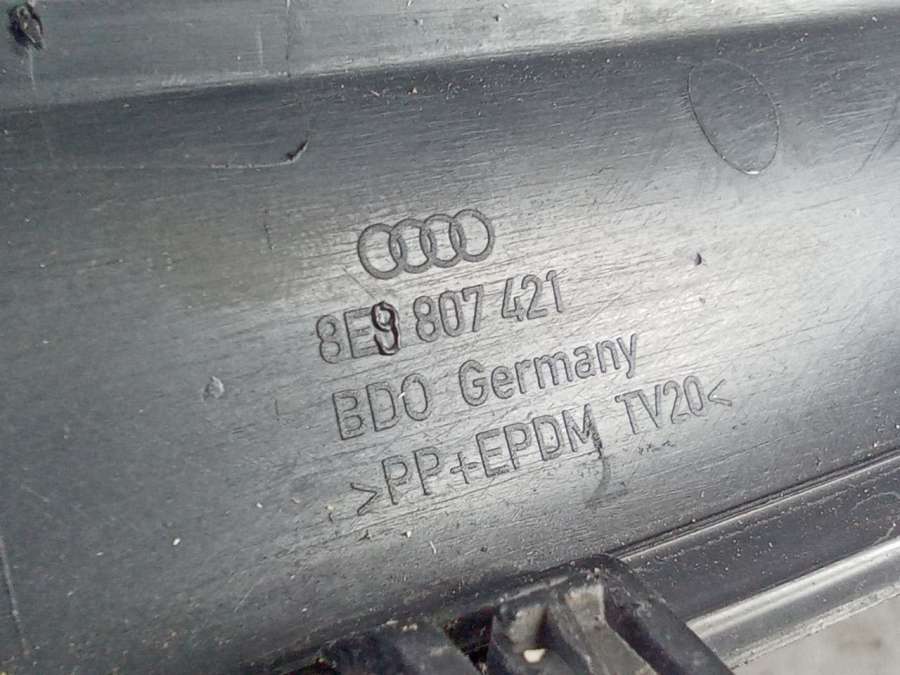 8E9 807 421
BDO Germany
>PP+EPDM TV20<